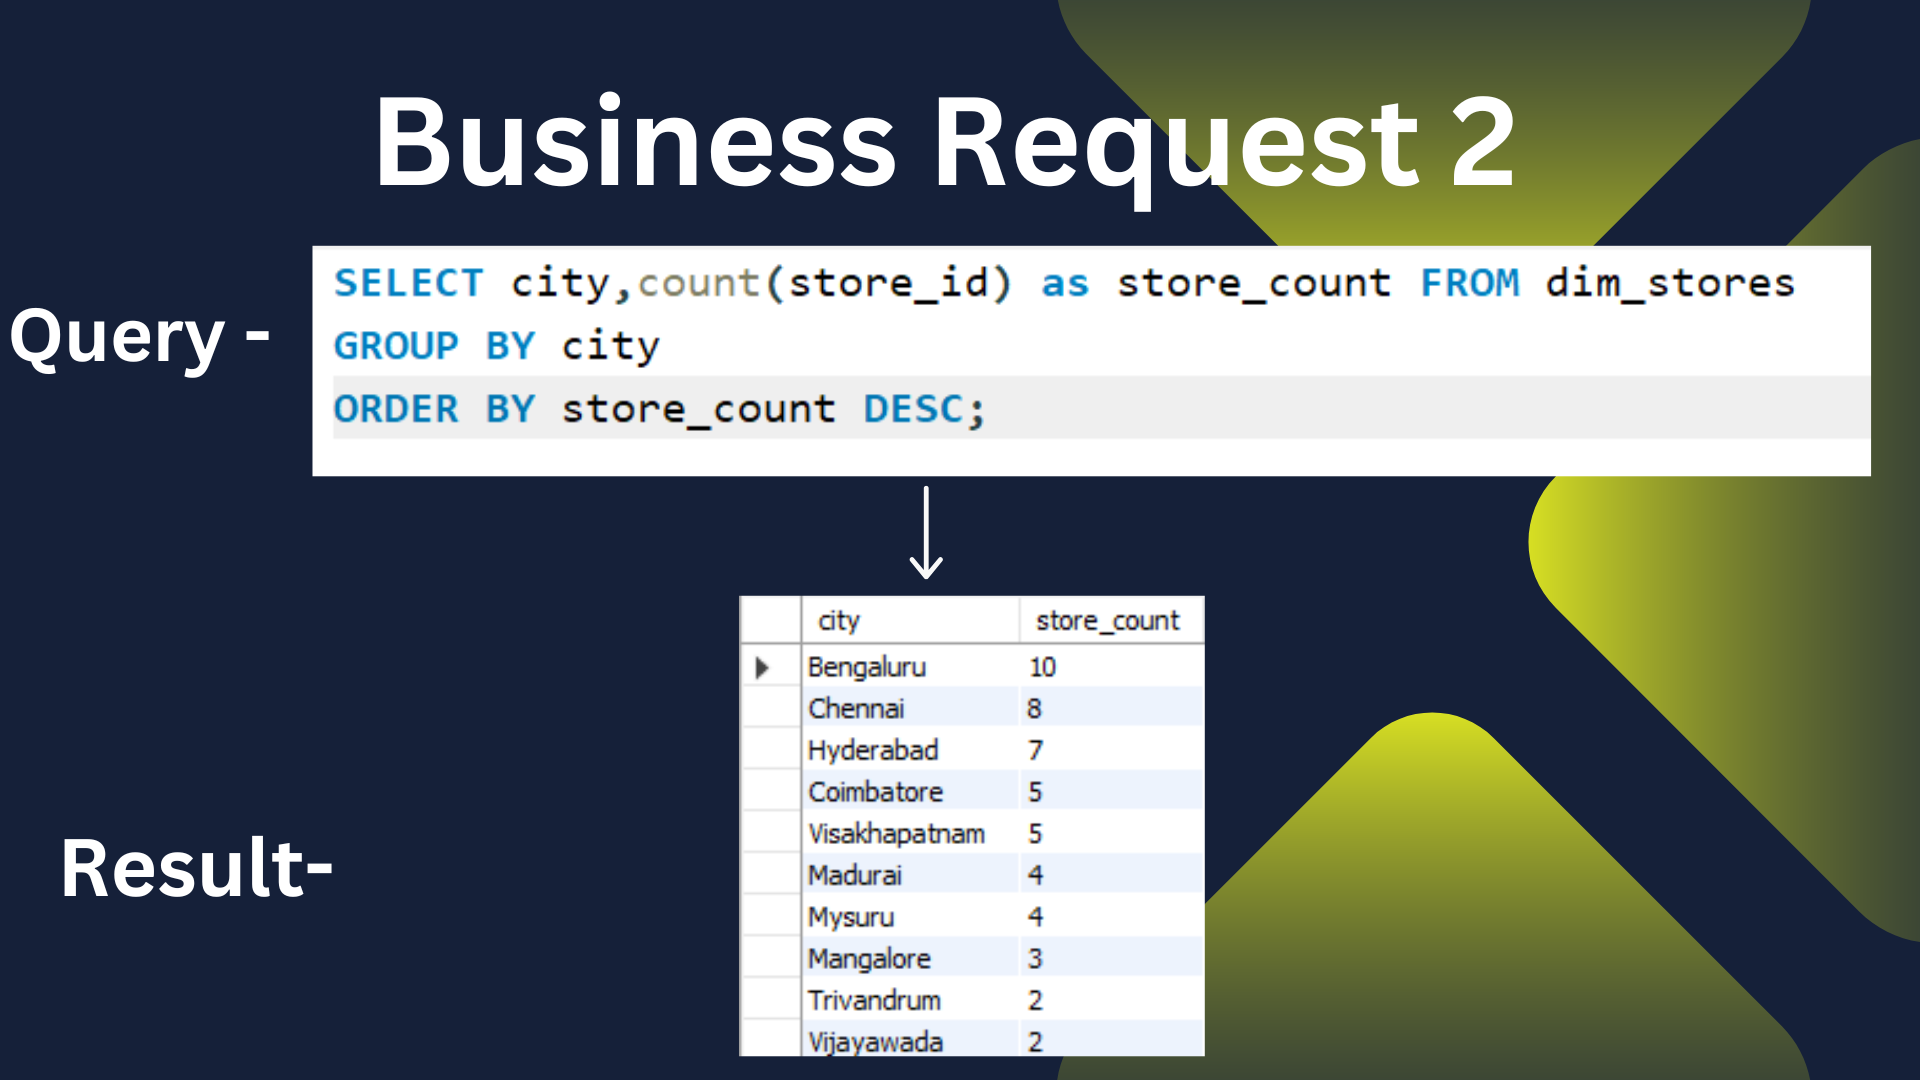 Business Request 2
Query -
SELECT city,count(store_id) as store_count FROM dim_stores
GROUP BY city
ORDER BY store_count DESC;
Result-
city store_count
Bengaluru 10
Chennai 8
Hyderabad 7
Coimbatore 5
Visakhapatnam 5
Madurai 4
Mysuru 4
Mangalore 3
Trivandrum 2
Vijayawada 2